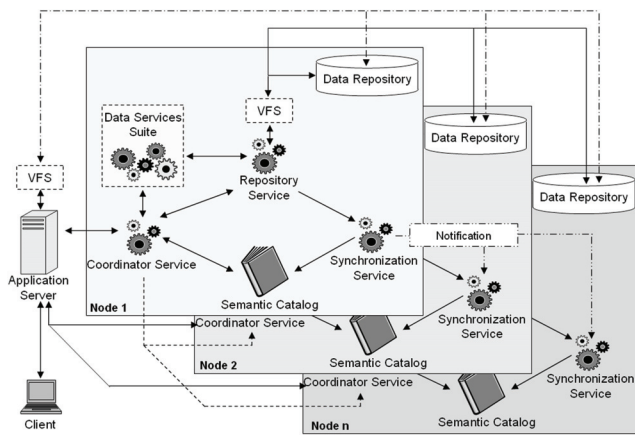 Data Repository
VFS
Data Services
Suite
Data Repository
VFS
Repository
Service
Data Repository
Notification
Application
Server
Coordinator Service
Synchronization
Service
Semantic Catalog
Node 1
Coordinator Service
Synchronization
Service
Semantic Catalog
Node 2
Coordinator Service
Synchronization
Service
Semantic Catalog
Client
Node n